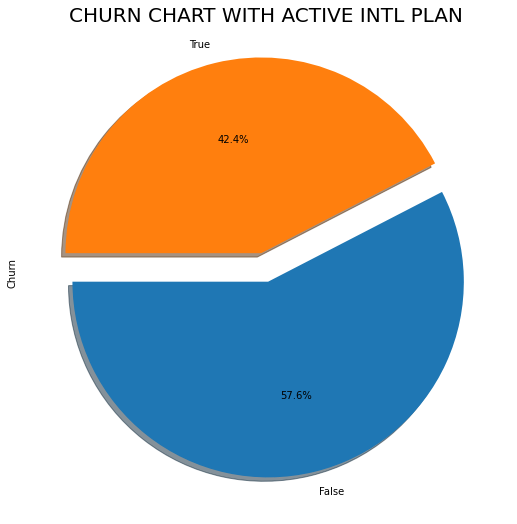 CHURN CHART WITH ACTIVE INTL PLAN
True
42.4%
Churn
57.6%
False